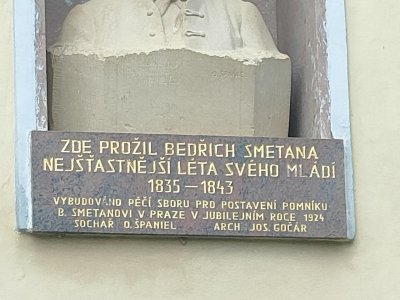 ZDE PROŽIL BEDŘICH SMETANA
NEJŠŤASTNĚJŠÍ LÉTA SVÉHO MLÁDÍ
1835–1843
VYBUDOVÁNO PÉČÍ SBORU PRO POSTAVENÍ POMNÍKU
B. SMETANOVI V PRAZE V JUBILEJNÍM ROCE 1924
SOCHAŘ O. ŠPANIEL ARCH. JOS. GOČÁR